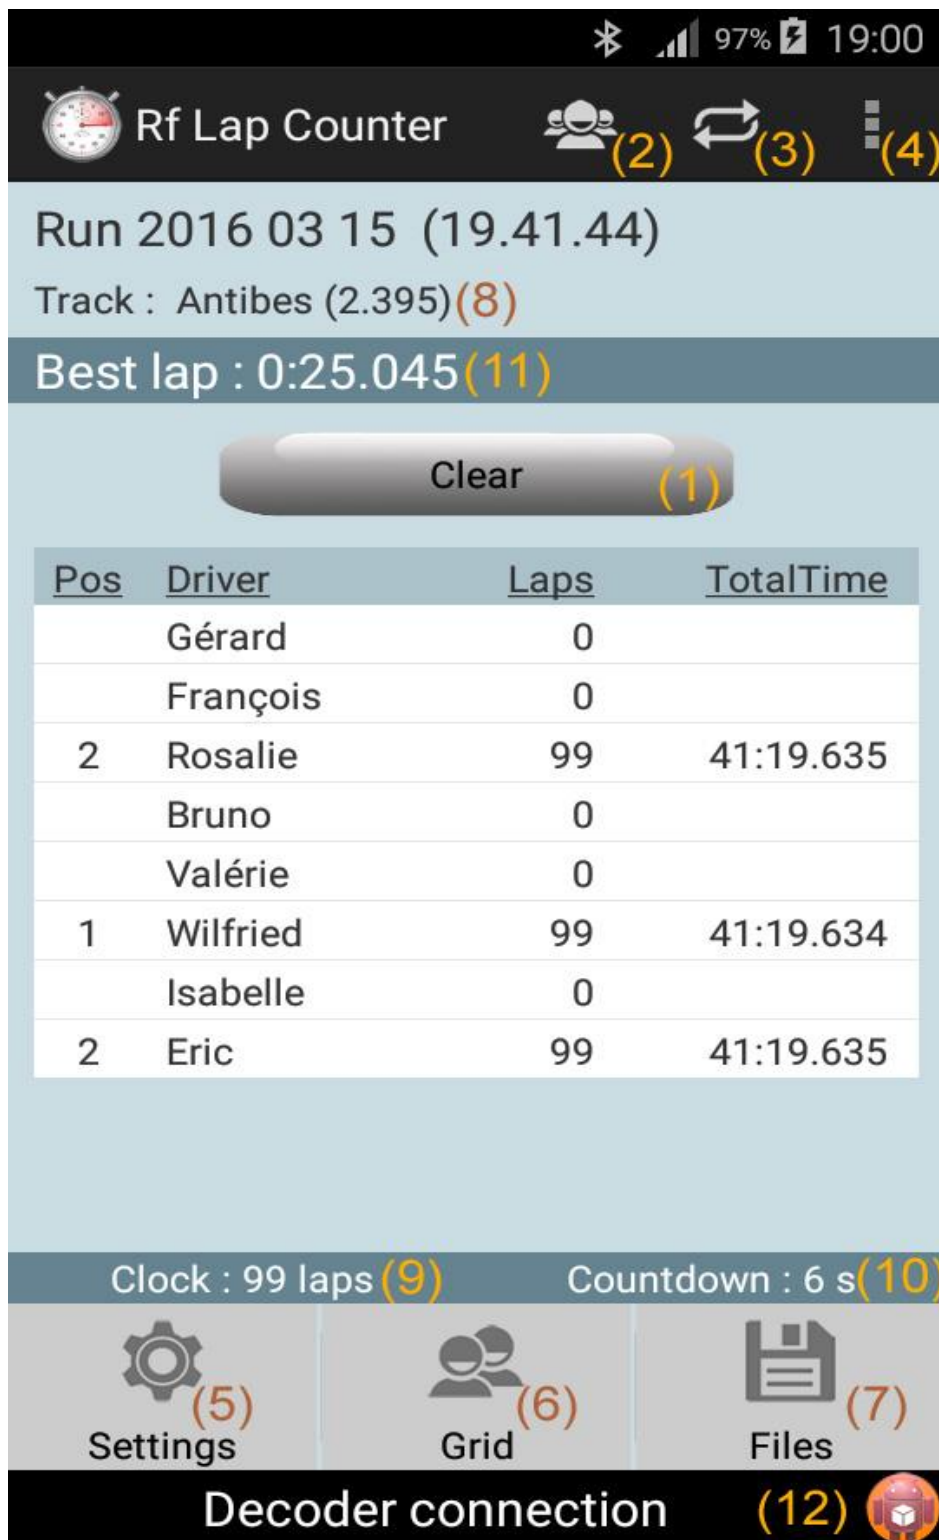 97% 19:00
Rf Lap Counter (2) (3) (4)
Run 2016 03 15 (19.41.44)
Track : Antibes (2.395)(8)
Best lap : 0:25.045(11)
Clear (1)
Pos Driver Laps TotalTime
Gérard 0
François 0
2 Rosalie 99 41:19.635
Bruno 0
Valérie 0
1 Wilfried 99 41:19.634
Isabelle 0
2 Eric 99 41:19.635
Clock : 99 laps(9) Countdown : 6 s(10)
(5) (6) (7)
Settings Grid Files
Decoder connection (12)